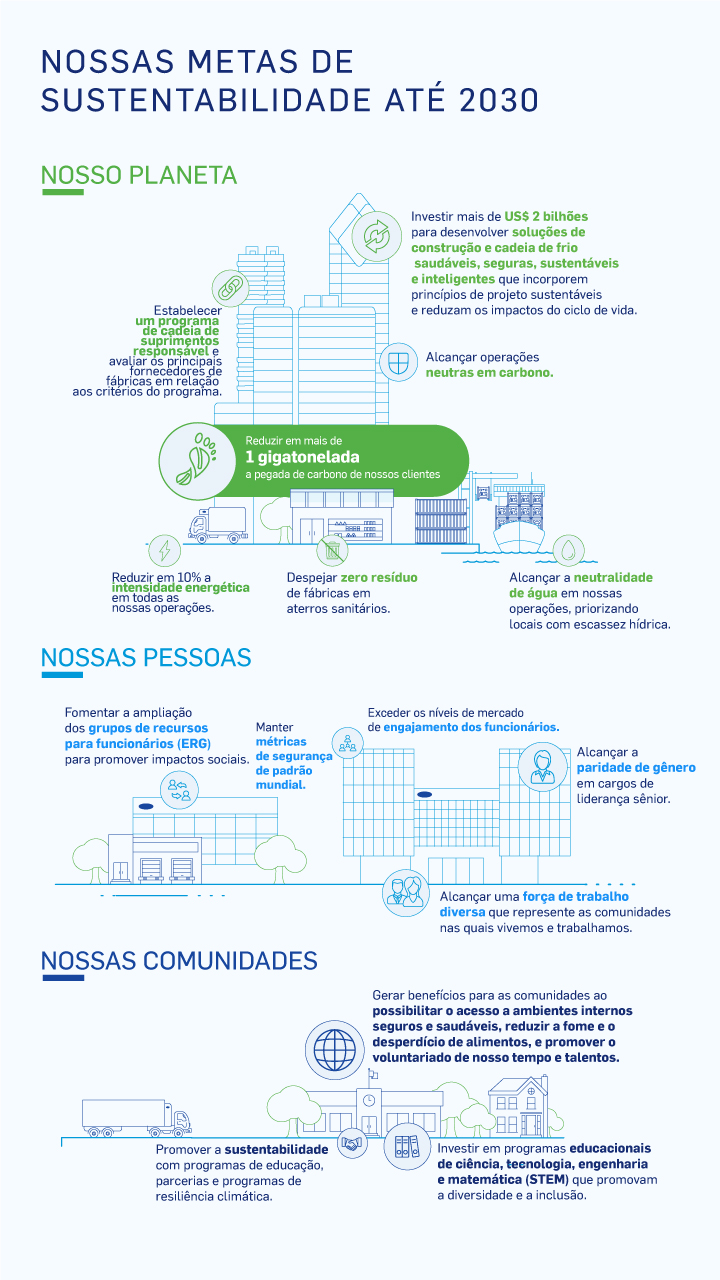 NOSSAS METAS DE
SUSTENTABILIDADE ATÉ 2030
NOSSO PLANETA
Investir mais de US$ 2 bilhões
para desenvolver soluções de
construção e cadeia de frio
saudáveis, seguras, sustentáveis
e inteligentes que incorporem
princípios de projeto sustentáveis
e reduzam os impactos do ciclo de vida.
Estabelecer
um programa
de cadeia de
suprimentos
responsável e
avaliar os principais
fornecedores de
fábricas em relação
aos critérios do programa.
Alcançar operações
neutras em carbono.
Reduzir em mais de
1 gigatonelada
a pegada de carbono de nossos clientes
Reduzir em 10% a
intensidade energética
em todas as
nossas operações.
Despejar zero resíduo
de fábricas em
aterros sanitários.
Alcançar a neutralidade
de água em nossas
operações, priorizando
locais com escassez hídrica.
NOSSAS PESSOAS
Fomentar a ampliação
dos grupos de recursos
para funcionários (ERG)
para promover impactos sociais.
Manter
métricas
de segurança
de padrão
mundial.
Exceder os níveis de mercado
de engajamento dos funcionários.
Alcançar a
paridade de gênero
em cargos de
liderança sênior.
Alcançar uma força de trabalho
diversa que represente as comunidades
nas quais vivemos e trabalhamos.
NOSSAS COMUNIDADES
Gerar benefícios para as comunidades ao
possibilitar o acesso a ambientes internos
seguros e saudáveis, reduzir a fome e o
desperdício de alimentos, e promover o
voluntariado de nosso tempo e talentos.
Promover a sustentabilidade
com programas de educação,
parcerias e programas de
resiliência climática.
Investir em programas educacionais
de ciência, tecnologia, engenharia
e matemática (STEM) que promovam
a diversidade e a inclusão.